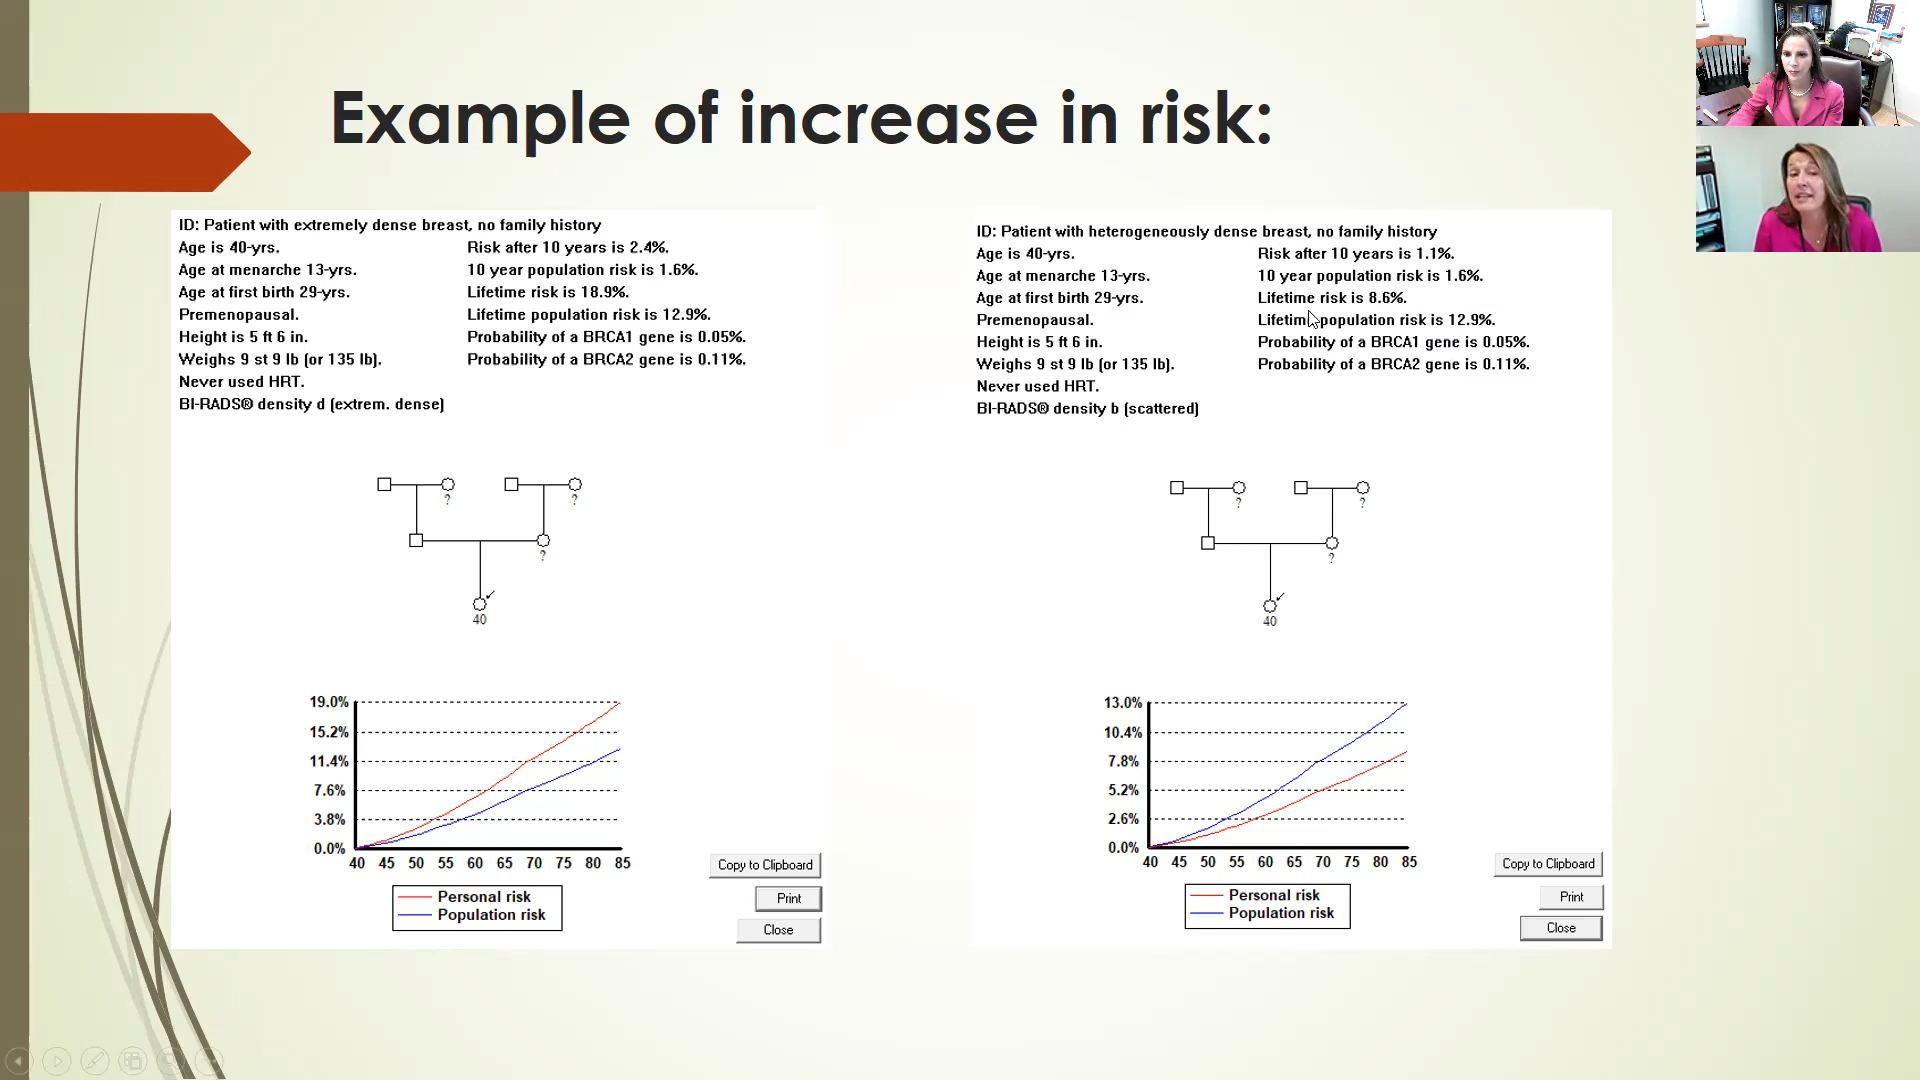 Example of increase in risk:
ID: Patient with extremely dense breast, no family history
Age is 40-yrs.
Age at menarche 13-yrs.
Age at first birth 29-yrs.
Premenopausal.
Height is 5 ft 6 in.
Weighs 9 st 9 lb (or 135 lb).
Never used HRT.
BI-RADS® density d (extrem. dense)
Risk after 10 years is 2.4%.
10 year population risk is 1.6%.
Lifetime risk is 18.9%.
Lifetime population risk is 12.9%.
Probability of a BRCA1 gene is 0.05%.
Probability of a BRCA2 gene is 0.11%.
?
?
?
40
19.0%
15.2%
11.4%
7.6%
3.8%
0.0%
40 45 50 55 60 65 70 75 80 85
Personal risk
Population risk
Copy to Clipboard
Print
Close
ID: Patient with heterogeneously dense breast, no family history
Age is 40-yrs.
Age at menarche 13-yrs.
Age at first birth 29-yrs.
Premenopausal.
Height is 5 ft 6 in.
Weighs 9 st 9 lb (or 135 lb).
Never used HRT.
BI-RADS® density b (scattered)
Risk after 10 years is 1.1%.
10 year population risk is 1.6%.
Lifetime risk is 8.6%.
Lifetime population risk is 12.9%.
Probability of a BRCA1 gene is 0.05%.
Probability of a BRCA2 gene is 0.11%.
?
?
?
40
13.0%
10.4%
7.8%
5.2%
2.6%
0.0%
40 45 50 55 60 65 70 75 80 85
Personal risk
Population risk
Copy to Clipboard
Print
Close